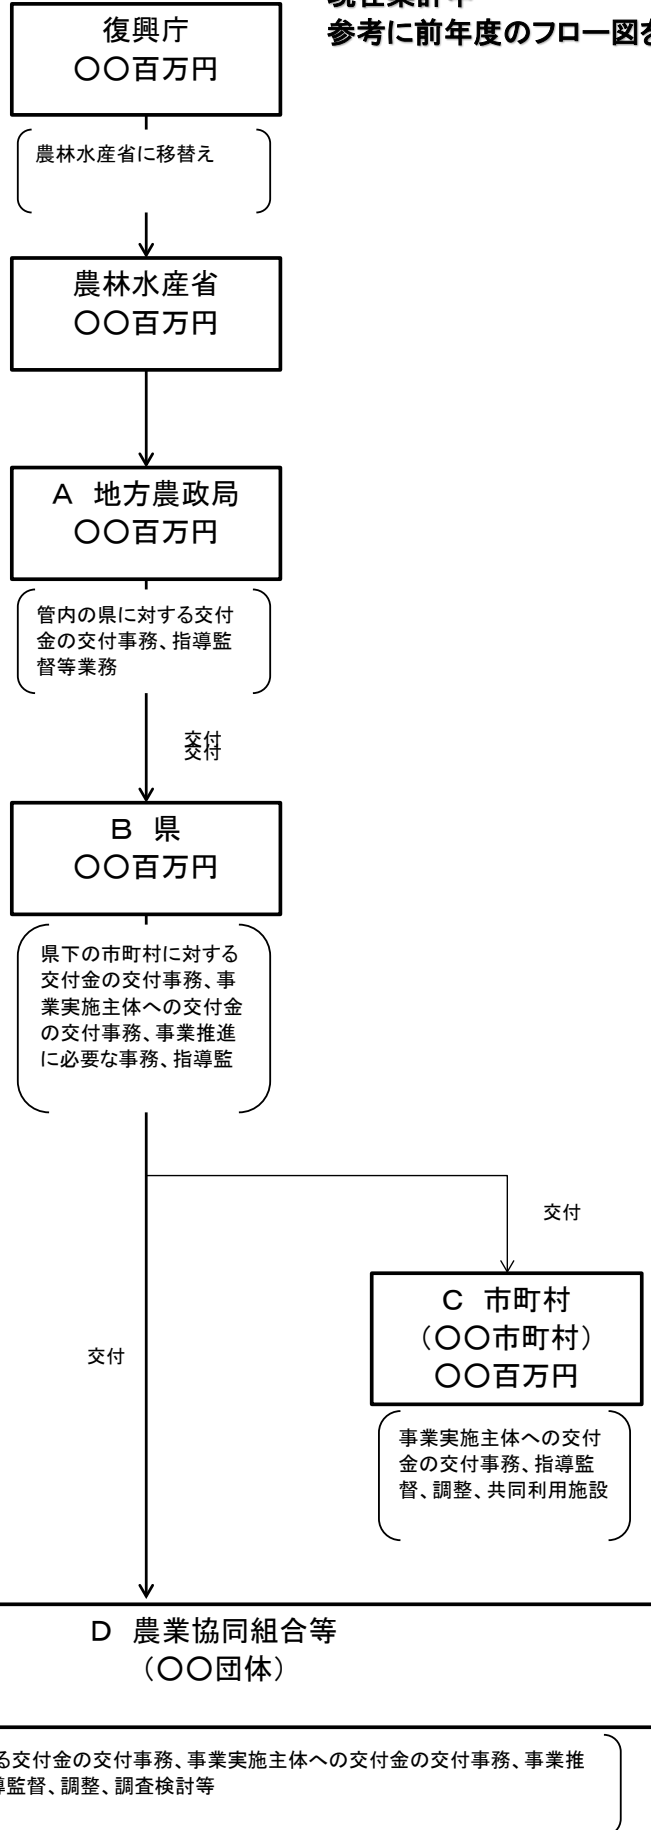 現在集計中
参考に前年度のフロー図を
復興庁
〇〇百万円
農林水産省に移替え
農林水産省
〇〇百万円
A 地方農政局
〇〇百万円
管内の県に対する交付
金の交付事務、指導監
督等業務
交付
交付
B 県
〇〇百万円
県下の市町村に対する
交付金の交付事務、事
業実施主体への交付金
の交付事務、事業推進
に必要な事務、指導監
交付
C 市町村
(〇〇市町村)
〇〇百万円
交付
事業実施主体への交付
金の交付事務、指導監
督、調整、共同利用施設
D 農業協同組合等
(〇〇団体)
る交付金の交付事務、事業実施主体への交付金の交付事務、事業推
導監督、調整、調査検討等